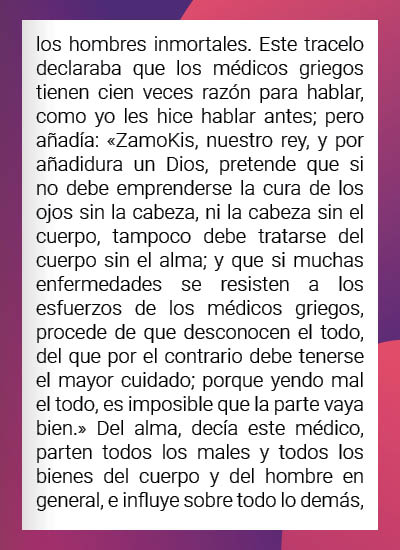 los hombres inmortales. Este tracelo
declaraba que los médicos griegos
tienen cien veces razón para hablar,
como yo les hice hablar antes; pero
añadía: «ZamoKis, nuestro rey, y por
añadidura un Dios, pretende que si
no debe emprenderse la cura de los
ojos sin la cabeza, ni la cabeza sin el
cuerpo, tampoco debe tratarse del
cuerpo sin el alma; y que si muchas
enfermedades se resisten a los
esfuerzos de los médicos griegos,
procede de que desconocen el todo,
del que por el contrario debe tenerse
el mayor cuidado; porque yendo mal
el todo, es imposible que la parte vaya
bien.» Del alma, decía este médico,
parten todos los males y todos los
bienes del cuerpo y del hombre en
general, e influye sobre todo lo demás,